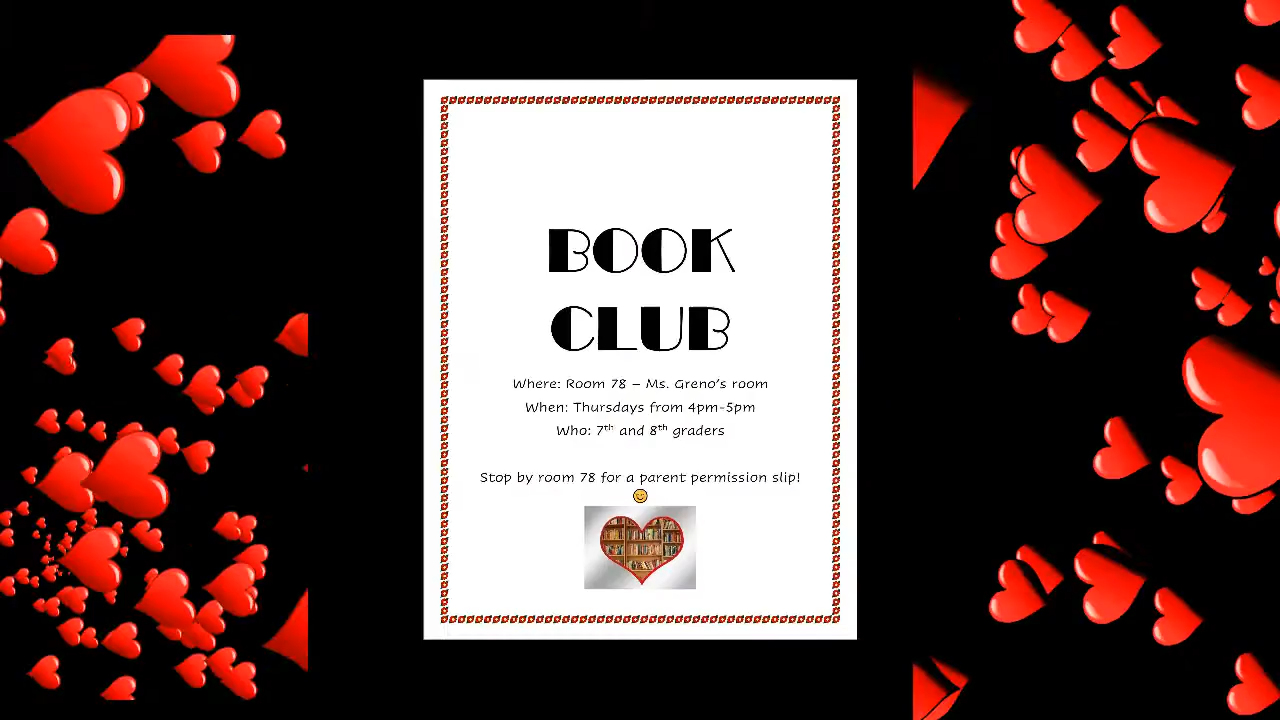 BOOK
CLUB
Where: Room 78 – Ms. Greno's room
When: Thursdays from 4pm-5pm
Who: 7th and 8th graders
Stop by room 78 for a parent permission slip!